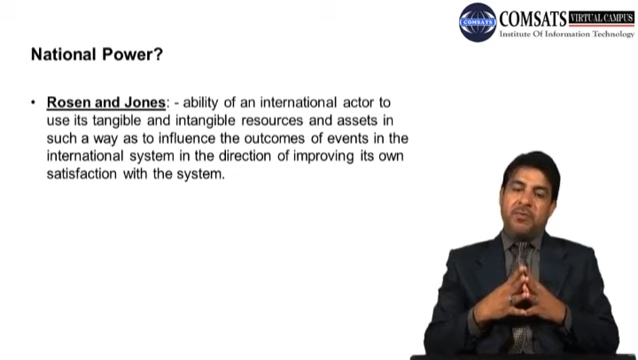 COMSATS VIRTUAL CAMPUS
Institute Of Information Technology
National Power?
• Rosen and Jones: - ability of an international actor to
use its tangible and intangible resources and assets in
such a way as to influence the outcomes of events in the
international system in the direction of improving its own
satisfaction with the system.